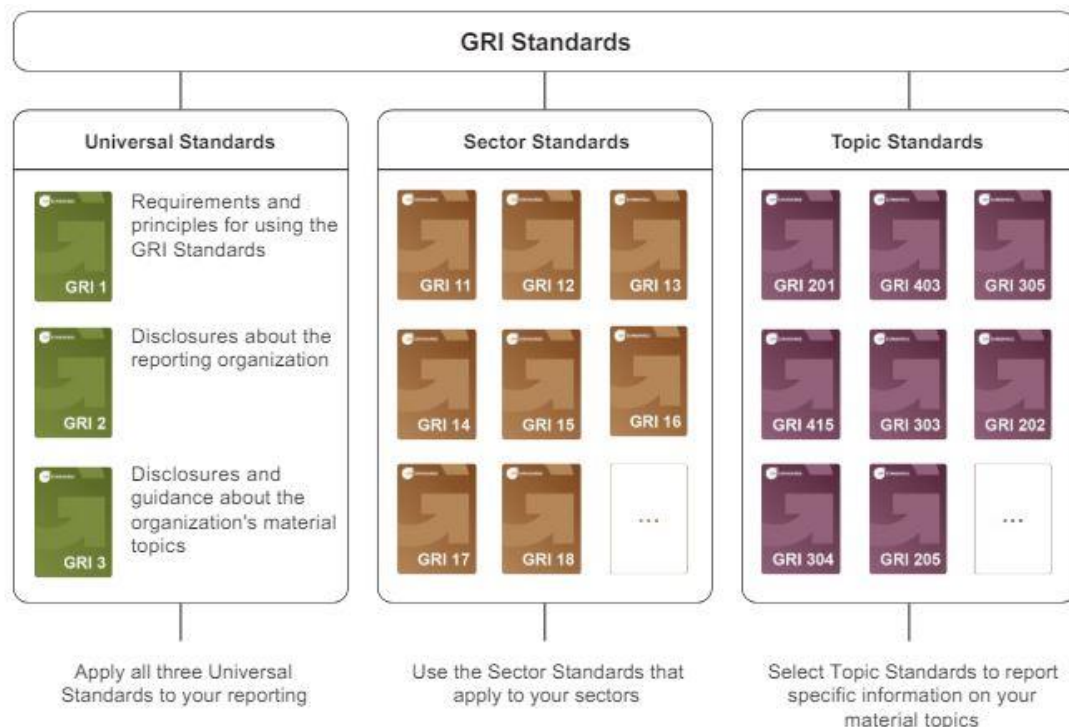 GRI Standards
Universal Standards
GRI 1
Requirements and
principles for using the
GRI Standards
GRI 2
Disclosures about the
reporting organization
GRI 3
Disclosures and
guidance about the
organization's material
topics
Apply all three Universal
Standards to your reporting
Sector Standards
GRI 11
GRI 12
GRI 13
GRI 14
GRI 15
GRI 16
GRI 17
GRI 18
...
Use the Sector Standards that
apply to your sectors
Topic Standards
GRI 201
GRI 403
GRI 305
GRI 415
GRI 303
GRI 202
GRI 304
GRI 205
...
Select Topic Standards to report
specific information on your
material topics